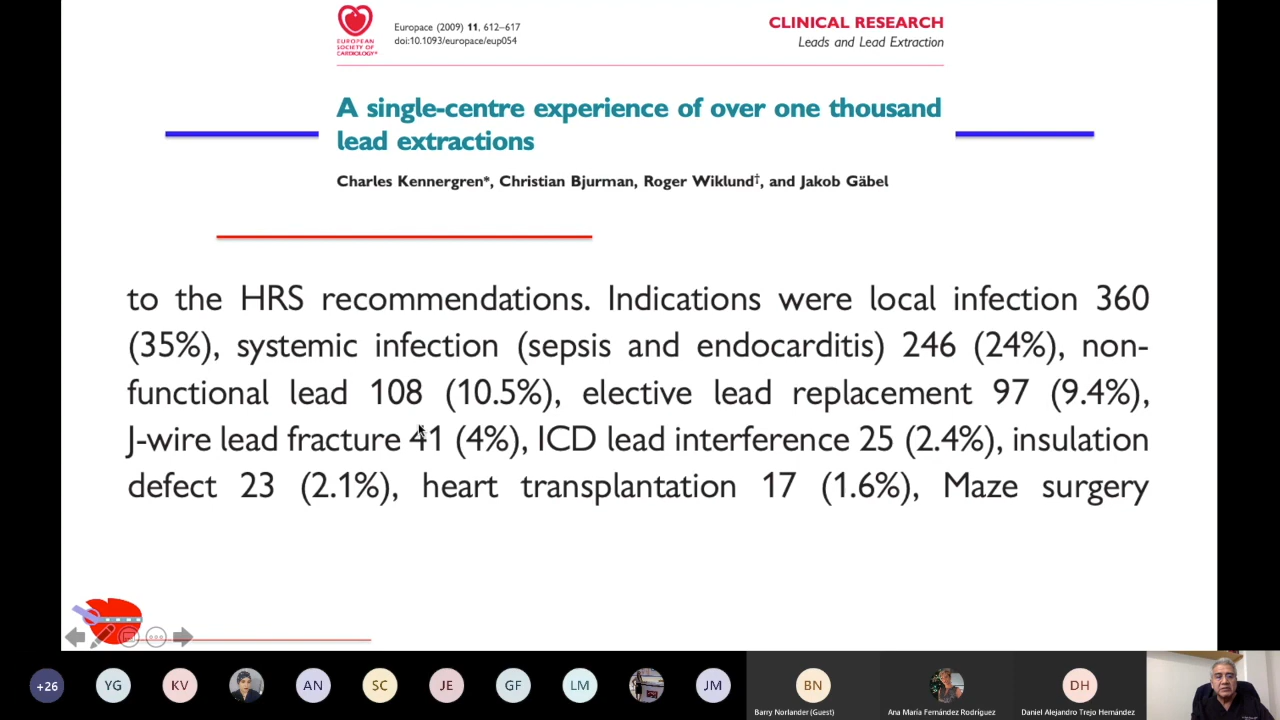 EUROPEAN
SOCIETY OF
CARDIOLOGY®
Europace (2009) 11, 612–617
doi:10.1093/europace/eup054
CLINICAL RESEARCH
Leads and Lead Extraction
A single-centre experience of over one thousand
lead extractions
Charles Kennergren*, Christian Bjurman, Roger Wiklund†, and Jakob Gäbel
to the HRS recommendations. Indications were local infection 360
(35%), systemic infection (sepsis and endocarditis) 246 (24%), non-
functional lead 108 (10.5%), elective lead replacement 97 (9.4%),
J-wire lead fracture 41 (4%), ICD lead interference 25 (2.4%), insulation
defect 23 (2.1%), heart transplantation 17 (1.6%), Maze surgery
+26
YG
KV
AN
SC
JE
GF
LM
JM
BN
DH
Barry Norlander (Guest)
Ana María Fernández Rodríguez
Daniel Alejandro Trejo Hernández